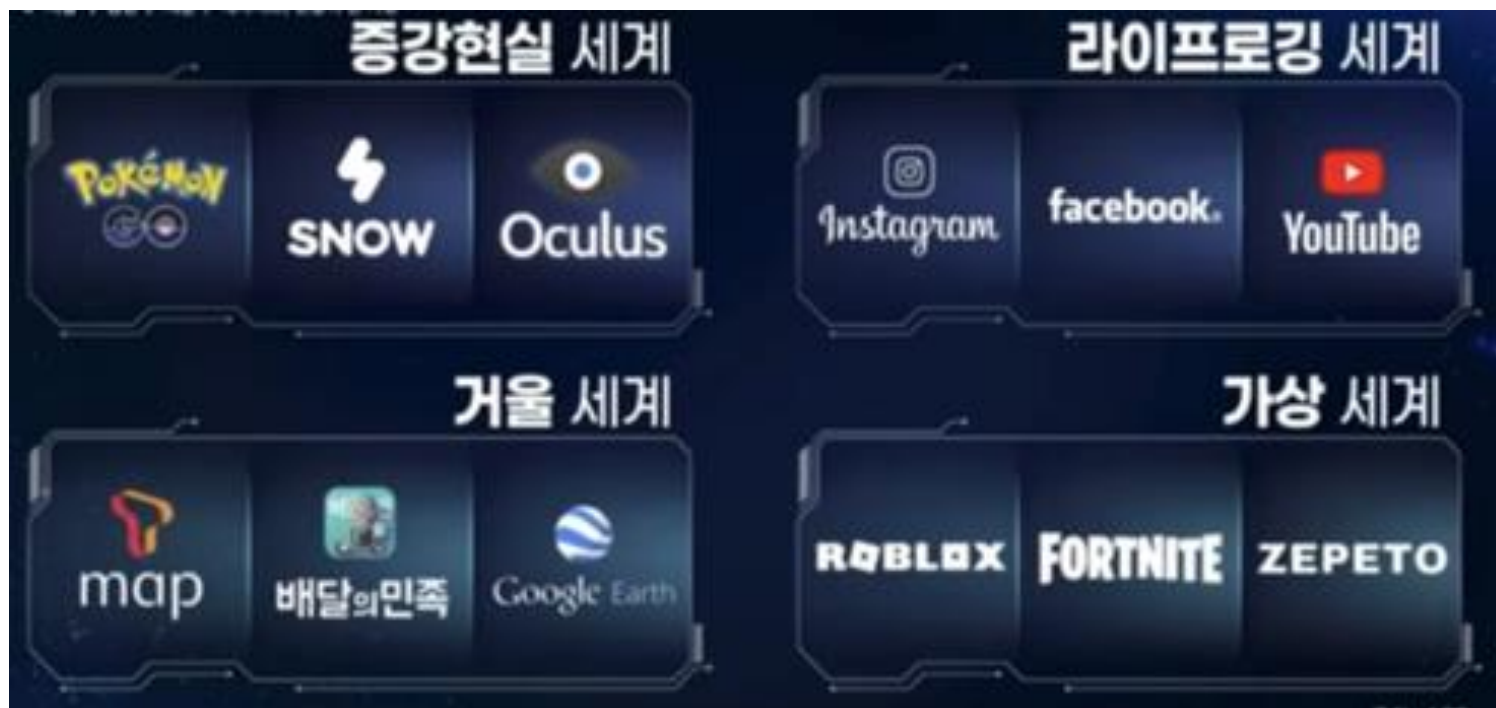 증강현실 세계
POKÉMON
GO
SNOW
Oculus
라이프로깅 세계
Instagram
facebook
YouTube
거울 세계
map
배달의민족
Google Earth
가상 세계
ROBLOX
FORTNITE
ZEPETO